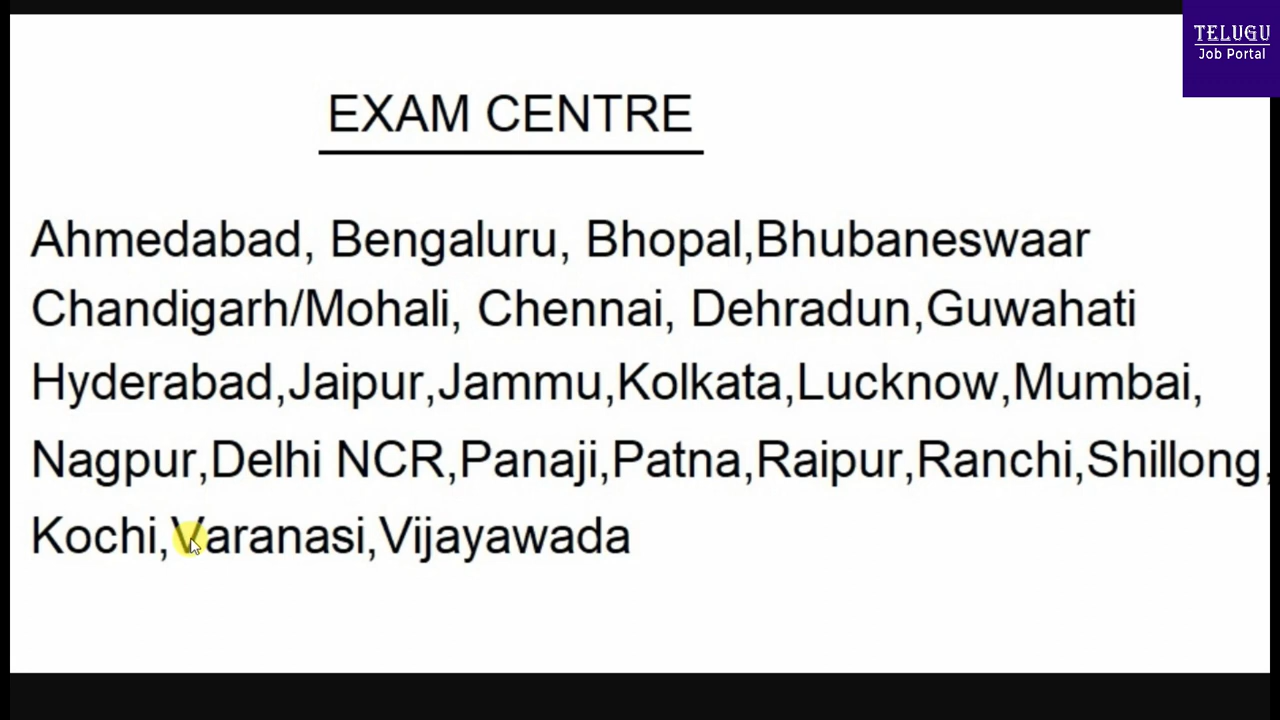 TELUGU
Job Portal
EXAM CENTRE
Ahmedabad, Bengaluru, Bhopal,Bhubaneswaar
Chandigarh/Mohali, Chennai, Dehradun,Guwahati
Hyderabad,Jaipur,Jammu,Kolkata,Lucknow,Mumbai,
Nagpur,Delhi NCR,Panaji,Patna,Raipur,Ranchi,Shillong,
Kochi,Varanasi,Vijayawada